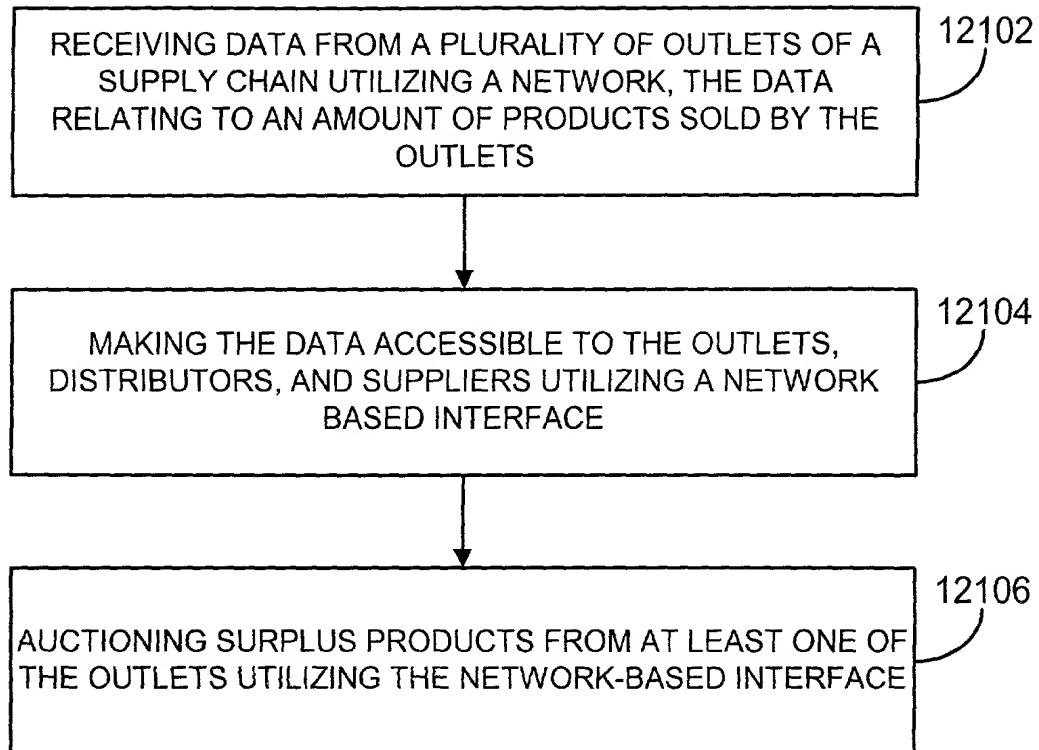 RECEIVING DATA FROM A PLURALITY OF OUTLETS OF A
SUPPLY CHAIN UTILIZING A NETWORK, THE DATA
RELATING TO AN AMOUNT OF PRODUCTS SOLD BY THE
OUTLETS
12102
MAKING THE DATA ACCESSIBLE TO THE OUTLETS,
DISTRIBUTORS, AND SUPPLIERS UTILIZING A NETWORK
BASED INTERFACE
12104
AUCTIONING SURPLUS PRODUCTS FROM AT LEAST ONE OF
THE OUTLETS UTILIZING THE NETWORK-BASED INTERFACE
12106